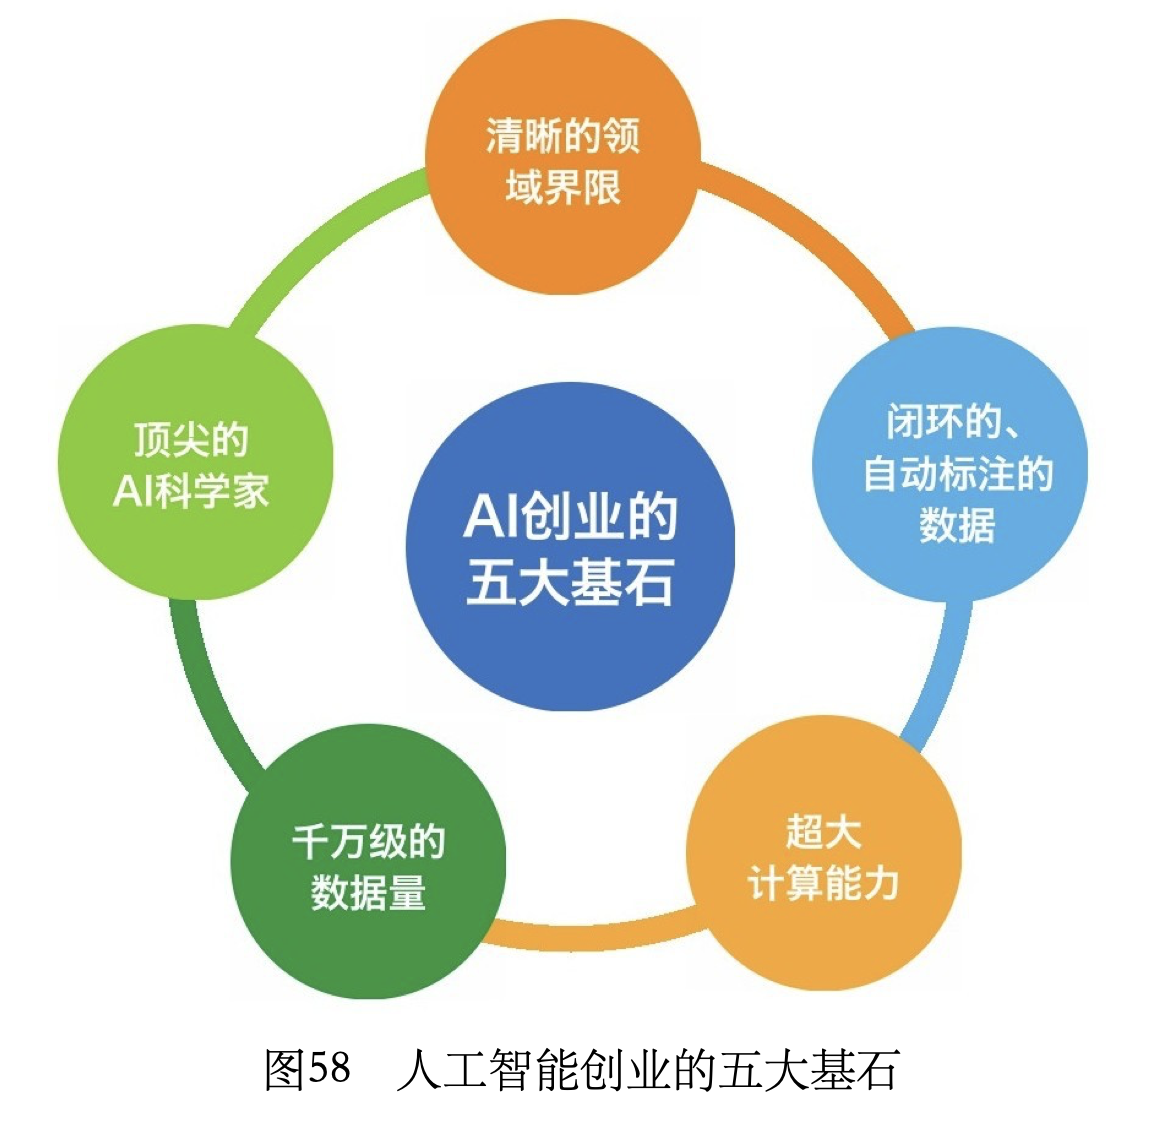 清晰的领
域界限
闭环的、
自动标注的
数据
超大
计算能力
千万级的
数据量
顶尖的
AI科学家
AI创业的
五大基石
图58 人工智能创业的五大基石